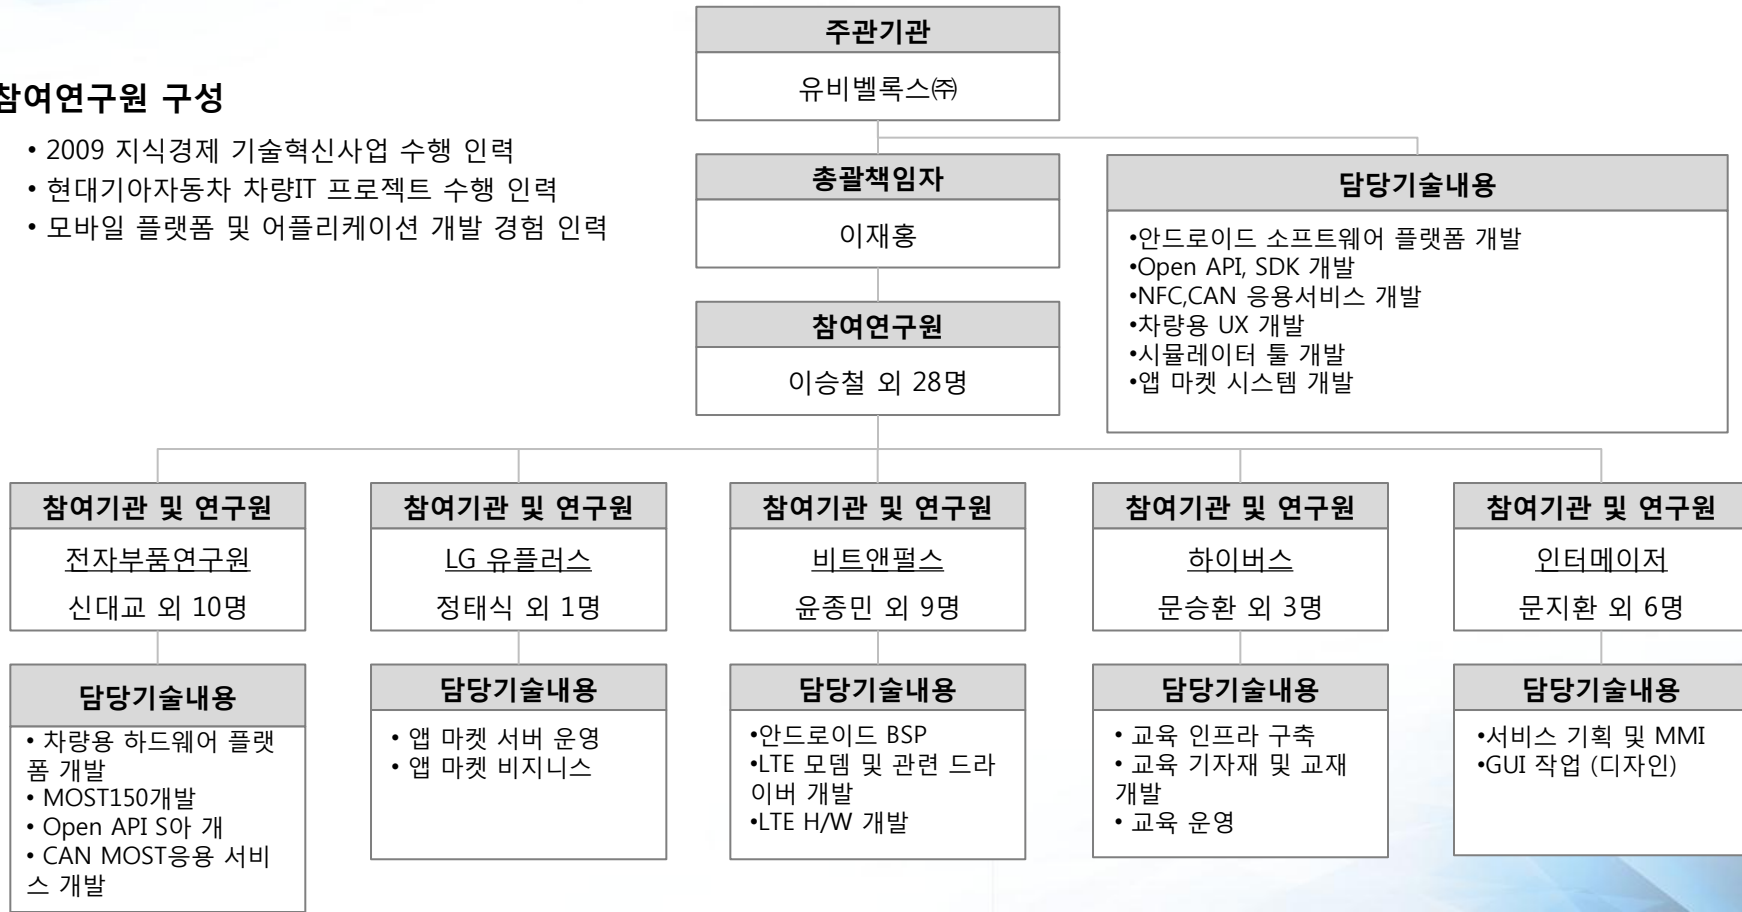 주관기관
유비벨록스㈜
참여연구원 구성
• 2009 지식경제 기술혁신사업 수행 인력
• 현대기아자동차 차량IT 프로젝트 수행 인력
• 모바일 플랫폼 및 어플리케이션 개발 경험 인력
총괄책임자
이재홍
참여연구원
이승철 외 28명
담당기술내용
•안드로이드 소프트웨어 플랫폼 개발
•Open API, SDK 개발
•NFC,CAN 응용서비스 개발
•차량용 UX 개발
•시뮬레이터 툴 개발
•앱 마켓 시스템 개발
참여기관 및 연구원
전자부품연구원
신대교 외 10명
담당기술내용
• 차량용 하드웨어 플랫
폼 개발
• MOST150개발
• Open API S아 개
• CAN MOST응용 서비
스 개발
참여기관 및 연구원
LG 유플러스
정태식 외 1명
담당기술내용
• 앱 마켓 서버 운영
• 앱 마켓 비지니스
참여기관 및 연구원
비트앤펄스
윤종민 외 9명
담당기술내용
•안드로이드 BSP
•LTE 모뎀 및 관련 드라
이버 개발
•LTE H/W 개발
참여기관 및 연구원
하이버스
문승환 외 3명
담당기술내용
• 교육 인프라 구축
• 교육 기자재 및 교재
개발
• 교육 운영
참여기관 및 연구원
인터메이저
문지환 외 6명
담당기술내용
•서비스 기획 및 MMI
•GUI 작업 (디자인)